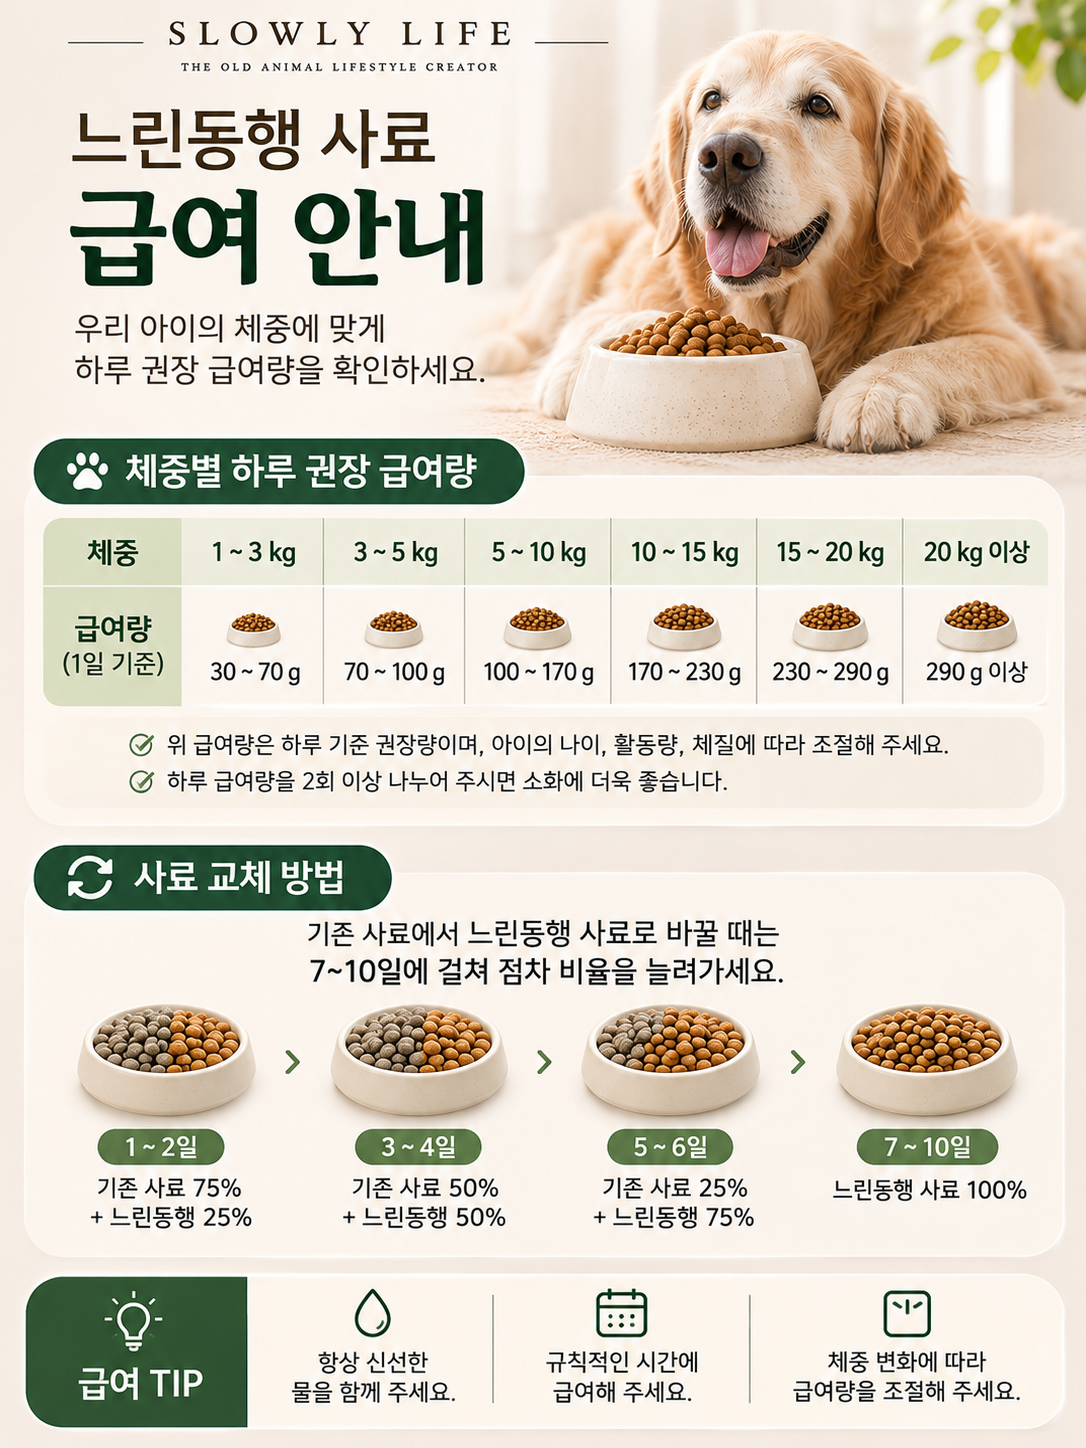 SLOWLY LIFE
THE OLD ANIMAL LIFESTYLE CREATOR
느린동행 사료
급여 안내
우리 아이의 체중에 맞게
하루 권장 급여량을 확인하세요.
체중별 하루 권장 급여량
체중 1 ~ 3 kg 3 ~ 5 kg 5 ~ 10 kg 10 ~ 15 kg 15 ~ 20 kg 20 kg 이상
급여량
(1일 기준)
30 ~ 70 g 70 ~ 100 g 100 ~ 170 g 170 ~ 230 g 230 ~ 290 g 290 g 이상
위 급여량은 하루 기준 권장량이며, 아이의 나이, 활동량, 체질에 따라 조절해 주세요.
하루 급여량을 2회 이상 나누어 주시면 소화에 더욱 좋습니다.
사료 교체 방법
기존 사료에서 느린동행 사료로 바꿀 때는
7~10일에 걸쳐 점차 비율을 늘려가세요.
1 ~ 2일
기존 사료 75%
+ 느린동행 25%
3 ~ 4일
기존 사료 50%
+ 느린동행 50%
5 ~ 6일
기존 사료 25%
+ 느린동행 75%
7 ~ 10일
느린동행 사료 100%
급여 TIP
항상 신선한
물을 함께 주세요.
규칙적인 시간에
급여해 주세요.
체중 변화에 따라
급여량을 조절해 주세요.